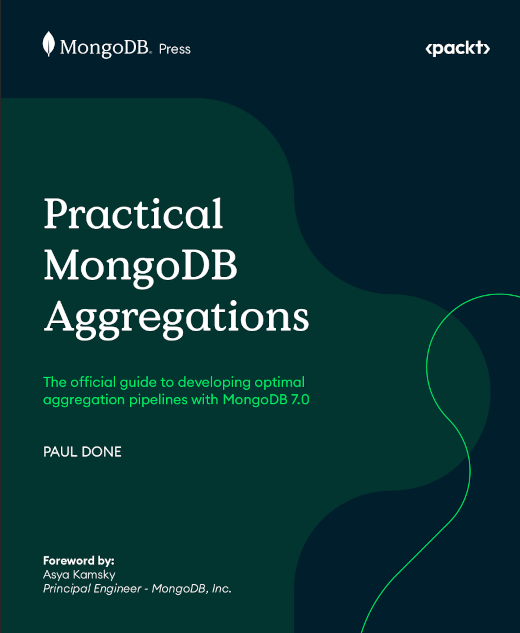 MongoDB. Press
<packt>
Practical
MongoDB
Aggregations
The official guide to developing optimal
aggregation pipelines with MongoDB 7.0
PAUL DONE
Foreword by:
Asya Kamsky
Principal Engineer - MongoDB, Inc.